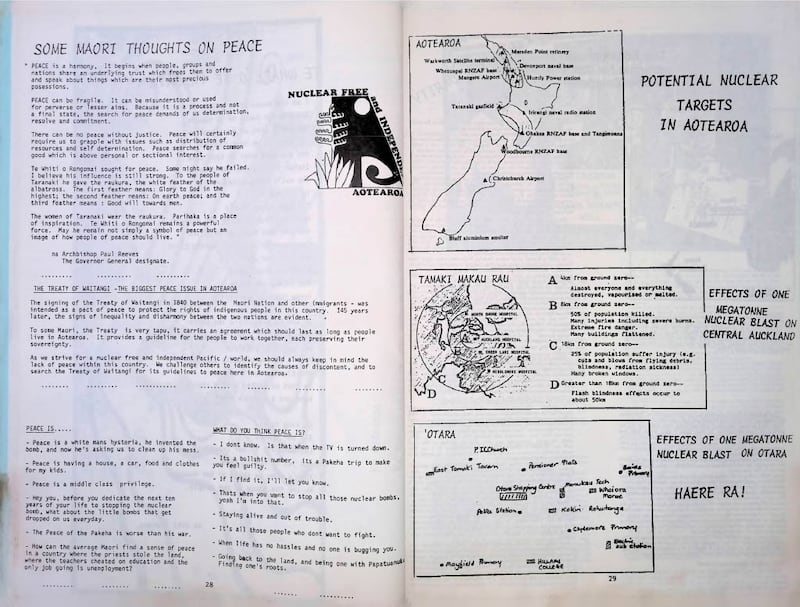 SOME MAORI THOUGHTS ON PEACE
" PEACE is a harmony. It begins when people, groups and
nations share an underlying trust which frees them to offer
and speak about things which are their most precious
posessions.
PEACE can be fragile. It can be misunderstood or used
for perverse or lesser aims. Because it is a process and not
a final state, the search for peace demands of us determination,
resolve and commitment.
There can be no peace without justice. Peace will certainly
require us to grapple with issues such as distribution of
resources and self determination. Peace searches for a common
good which is above personal or sectional interest.
Te Whiti o Rongomai sought for peace. Some might say he failed.
I believe his influence is still strong. To the people of
Taranaki he gave the raukura, the white feather of the
albatross. The first feather means: Glory to God in the
highest; the second feather means: On earth peace; and the
third feather means : Good will towards men.
The women of Taranaki wear the raukura. Parihaka is a place
of inspiration. Te Whiti o Rongomai remains a powerful
force. May he remain not simply a symbol of peace but an
image of how people of peace should live. "
na Archbishop Paul Reeves
The Governor General designate.
NUCLEAR FREE
and INDEPENDENT
AOTEAROA
THE TREATY OF WAITANGI -THE BIGGEST PEACE ISSUE IN AOTEAROA
The signing of the Treaty of Waitangi in 1840 between the Maori Nation and other (mmigrants - was
intended as a pact of peace to protect the rights of indigenous people in this country. 145 years
later, the signs of inequality and disharmony between the two nations are evident.
To some Maori, the Treaty is very tapu, it carries an agreement which should last as long as people
live in Aotearoa. It provides a guideline for the people to work together, each preserving their
sovereignty.
As we strive for a nuclear free and independent Pacific / world, we should always keep in mind the
lack of peace within this country. We challenge others to identify the causes of discontent, and to
search the Treaty of Waitangi for its guidelines to peace here in Aotearoa.
PEACE IS.....
- Peace is a white mans hysteria, he invented the
bomb, and now he's asking us to clean up his mess.
- Peace is having a house, a car, food and clothes
for my kids.
- Peace is a middle class privilege.
- Hey you, before you dedicate the next ten
years of your life to stopping the nuclear
bomb, what about the little bombs that get
dropped on us everyday.
- The Peace of the Pakeha is worse than his war.
- How can the average Maori find a sense of peace
in a country where the priests stole the land,
where the teachers cheated on education and the
only job going is unemployment?
WHAT DO YOU THINK PEACE IS?
- I dont know. Is that when the TV is turned down.
- Its a bullshit number, its a Pakeha trip to make
you feel guilty.
- If I find it, I'll let you know.
- Thats when you want to stop all those nuclear bombs,
yeah I'm into that.
- Staying alive and out of trouble.
- It's all those people who dont want to fight.
- When life has no hassles and no one is bugging you.
- Going back to the land, and being one with Papatuanuku
Finding one's roots.
28
AOTEAROA
Marsden Point refinery
Warkworth Satellite terminal
Devonport naval base
Whenuapai RNZAF base
Mangere Airport
Huntly Power station
Taranaki gasfield
Irirangi naval radio station
Ohakea RNZAF base and Tangimoana
Woodbourne RNZAF base
Christchurch Airport
Bluff aluminium smelter
POTENTIAL NUCLEAR
TARGETS
IN AOTEAROA
TAMAKI MAKAU RAU
NORTH SHORE HOSPITAL
AUCKLAND HOSPITAL
GREEN LANE HOSPITAL
MIDDLEMORE HOSPITAL
A
B
C
D
A 4km from ground zero--
Almost everyone and everything
destroyed, vapourised or melted.
B 8km from ground zero--
50% of population killed.
Many injuries including severe burns.
Extreme fire danger.
Many buildings flattened.
C 18km from ground zero--
25% of population suffer injury (e.g.
cuts and blows from flying debris,
blindness, radiation sickness)
Many broken windows.
D Greater than 18km from ground zero--
Flash blindness effects occur to
about 50km
EFFECTS OF ONE
MEGATONNE
NUCLEAR BLAST ON
CENTRAL AUCKLAND
'OTARA
P.I.C. Church
East Tamaki Tavern
Pensioner Flats
Bairds Primary
Otara Shopping Centre
Manukau Tech
Whaiora Marae
Police Station
Kokiri - Rotortanga
Clydemore Primary
Electric Sub Station
Mayfield Primary
HILLARY COLLEGE
EFFECTS OF ONE MEGATONNE
NUCLEAR BLAST ON OTARA
HAERE RA!
29